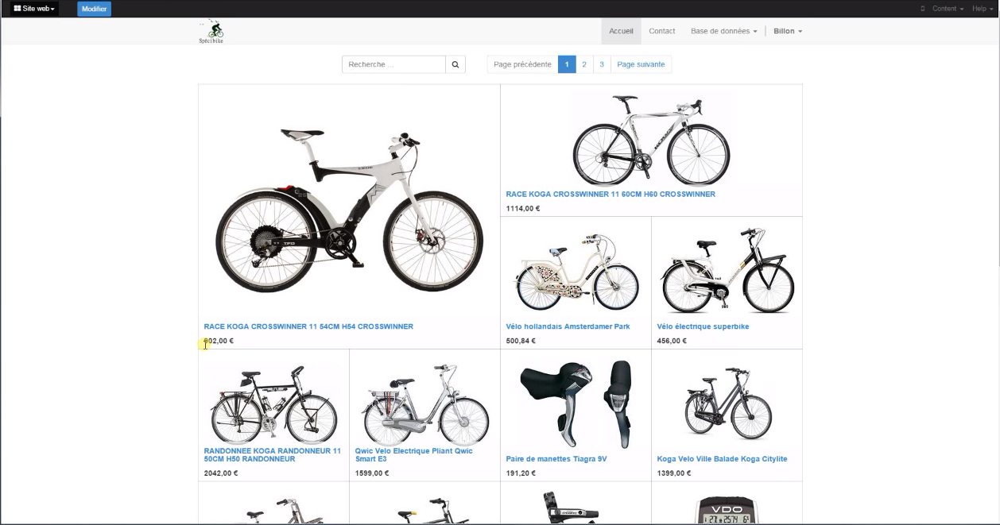 Site web
Modifier
Content
Help
Spécibike
Accueil
Contact
Base de données
Billon
Recherche ...
Page précédente
1
2
3
Page suivante
RACE KOGA CROSSWINNER 11 54CM H54 CROSSWINNER
902,00 €
RACE KOGA CROSSWINNER 11 60CM H60 CROSSWINNER
1114,00 €
Vélo hollandais Amsterdamer Park
500,84 €
Vélo électrique superbike
456,00 €
RANDONNEE KOGA RANDONNEUR 11
50CM H50 RANDONNEUR
2042,00 €
Qwic Velo Electrique Pliant Qwic
Smart E3
1599,00 €
Paire de manettes Tiagra 9V
191,20 €
Koga Velo Ville Balade Koga Citylite
1399,00 €
VDO